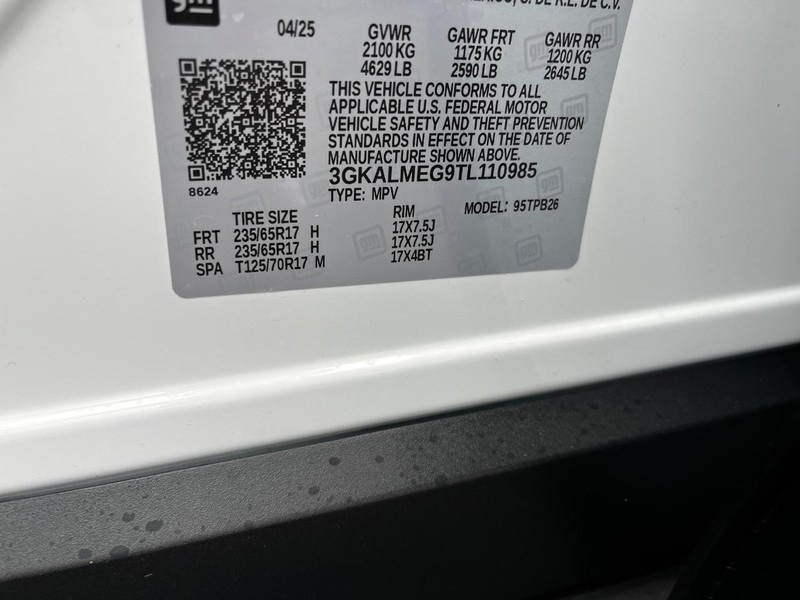 gm
S. DE R.L. DE C.V.
04/25 GVWR GAWR FRT GAWR RR
2100 KG 1175 KG 1200 KG
4629 LB 2590 LB 2645 LB
THIS VEHICLE CONFORMS TO ALL
APPLICABLE U.S. FEDERAL MOTOR
VEHICLE SAFETY AND THEFT PREVENTION
STANDARDS IN EFFECT ON THE DATE OF
MANUFACTURE SHOWN ABOVE.
3GKALMEG9TL110985
8624
TYPE: MPV MODEL: 95TPB26
TIRE SIZE RIM
FRT 235/65R17 H 17X7.5J
RR 235/65R17 H 17X7.5J
SPA T125/70R17 M 17X4BT